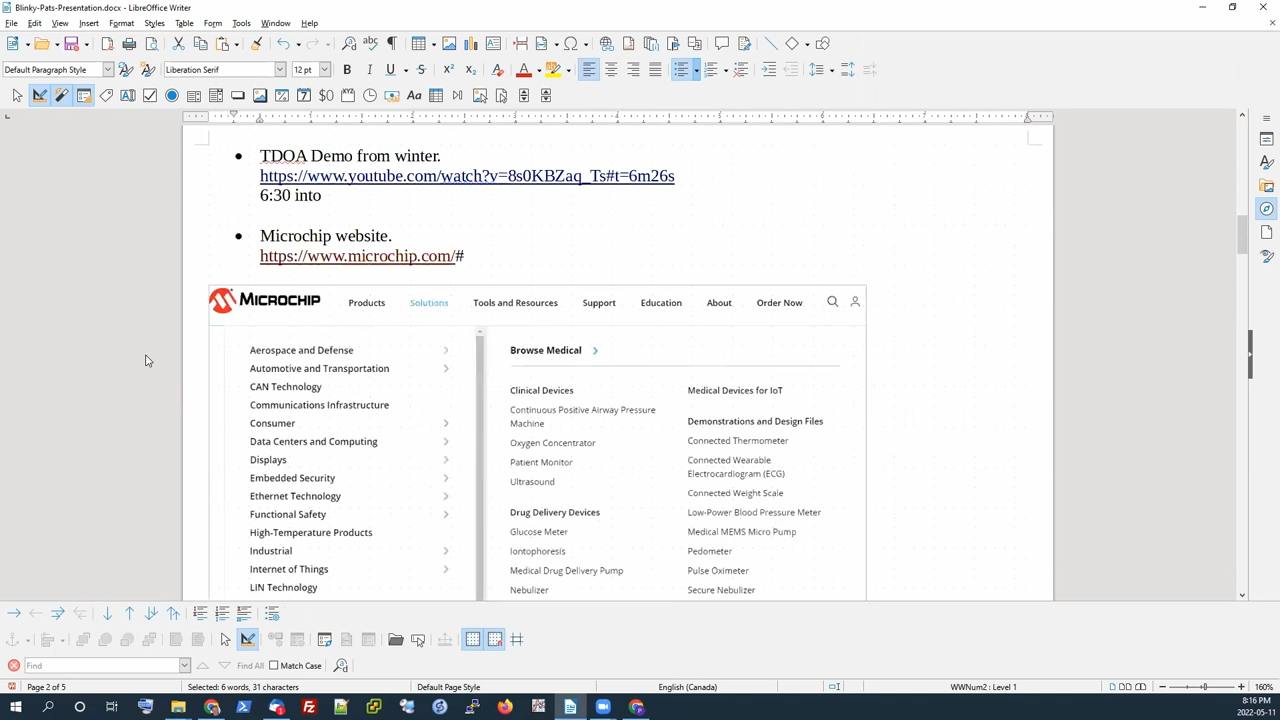 Blinky-Pats-Presentation.docx - LibreOffice Writer
File Edit View Insert Format Styles Table Form Tools Window Help
Default Paragraph Style Liberation Serif 12 pt
TDOA Demo from winter.
https://www.youtube.com/watch?v=8s0KBZaq_Ts#t=6m26s
6:30 into
Microchip website.
https://www.microchip.com/#
MICROCHIP Products Solutions Tools and Resources Support Education About Order Now
Aerospace and Defense
Automotive and Transportation
CAN Technology
Communications Infrastructure
Consumer
Data Centers and Computing
Displays
Embedded Security
Ethernet Technology
Functional Safety
High-Temperature Products
Industrial
Internet of Things
LIN Technology
Browse Medical
Clinical Devices
Continuous Positive Airway Pressure
Machine
Oxygen Concentrator
Patient Monitor
Ultrasound
Drug Delivery Devices
Glucose Meter
Iontophoresis
Medical Drug Delivery Pump
Nebulizer
Medical Devices for IoT
Demonstrations and Design Files
Connected Thermometer
Connected Wearable
Electrocardiogram (ECG)
Connected Weight Scale
Low-Power Blood Pressure Meter
Medical MEMS Micro Pump
Pedometer
Pulse Oximeter
Secure Nebulizer
Find Find All Match Case
Page 2 of 5 Selected: 6 words, 31 characters Default Page Style English (Canada) WWNum2 : Level 1 160%
8:16 PM
2022-05-11